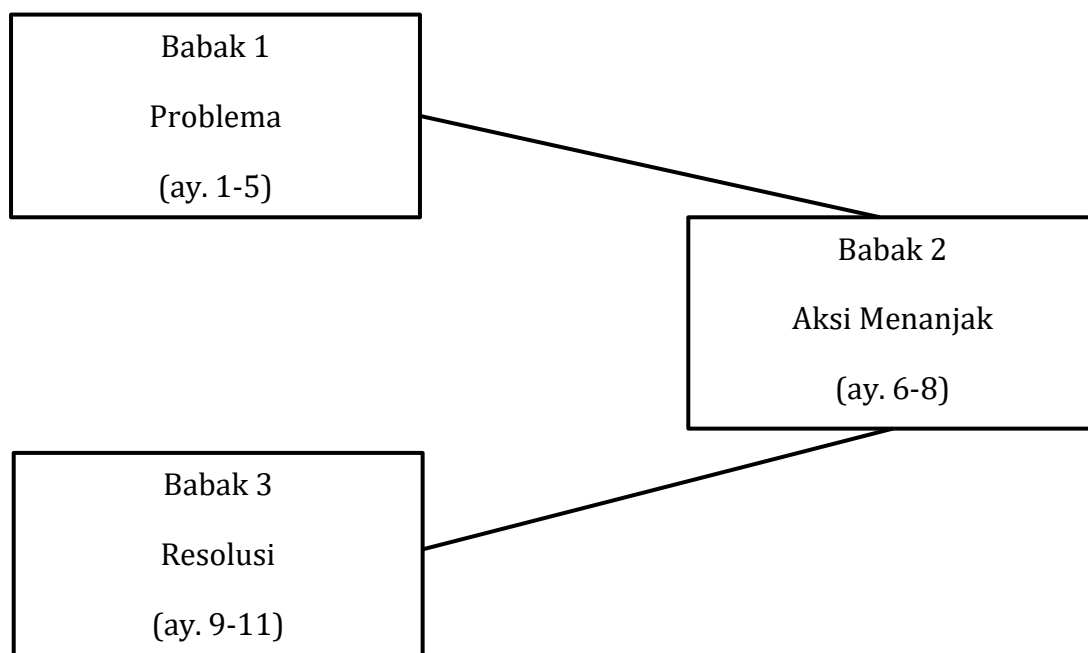 Babak 1
Problema
(ay. 1-5)
Babak 2
Aksi Menanjak
(ay. 6-8)
Babak 3
Resolusi
(ay. 9-11)